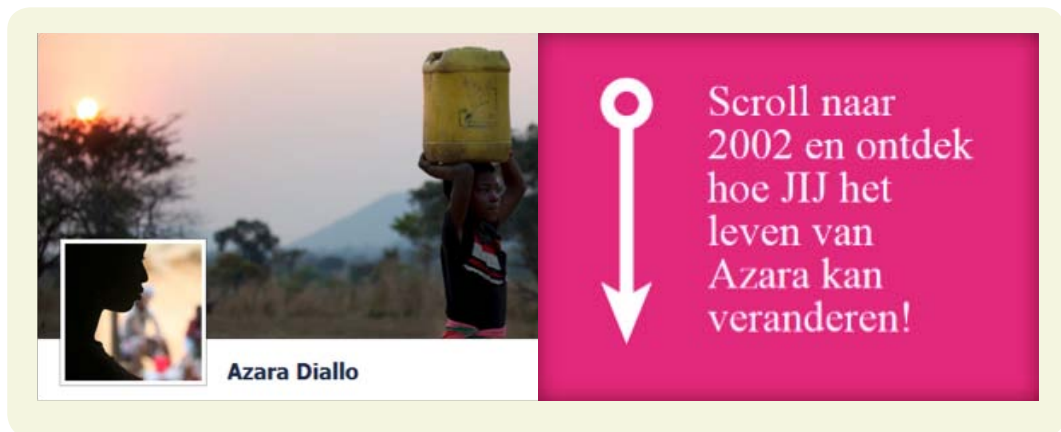 Azara Diallo
Scroll naar
2002 en ontdek
hoe JIJ het
leven van
Azara kan
veranderen!